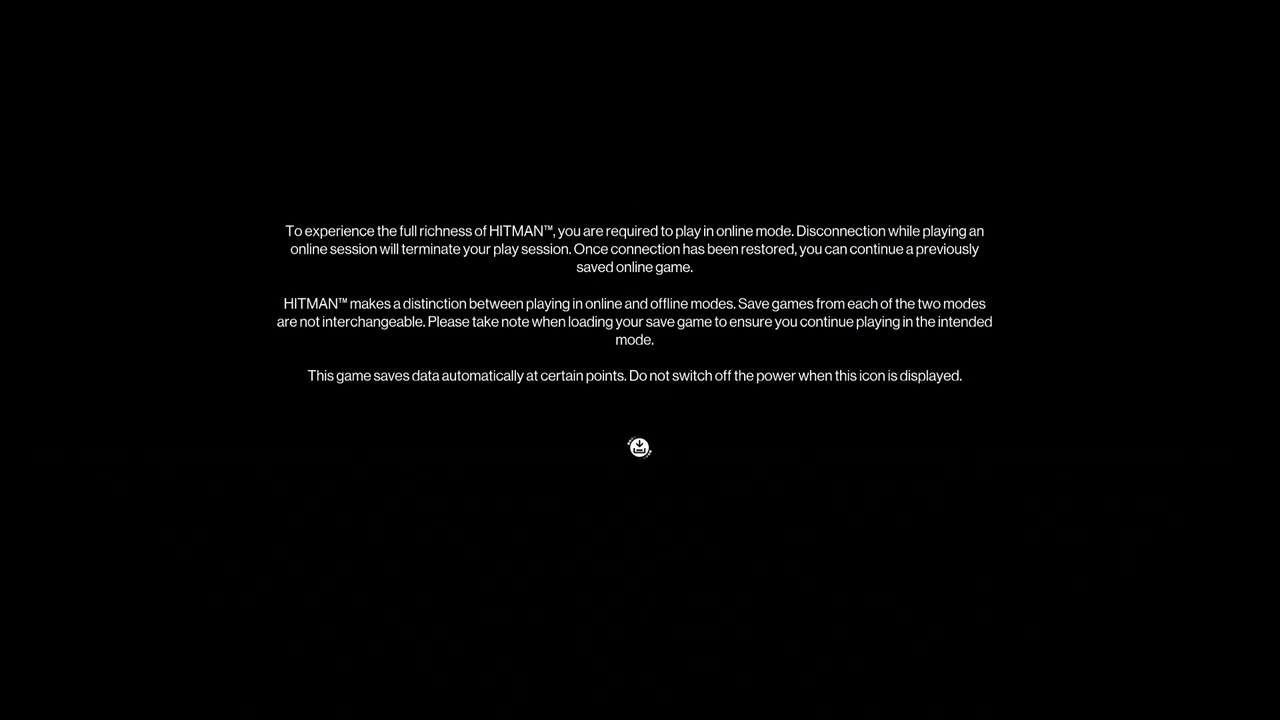 To experience the full richness of HITMAN™, you are required to play in online mode. Disconnection while playing an
online session will terminate your play session. Once connection has been restored, you can continue a previously
saved online game.
HITMAN™ makes a distinction between playing in online and offline modes. Save games from each of the two modes
are not interchangeable. Please take note when loading your save game to ensure you continue playing in the intended
mode.
This game saves data automatically at certain points. Do not switch off the power when this icon is displayed.